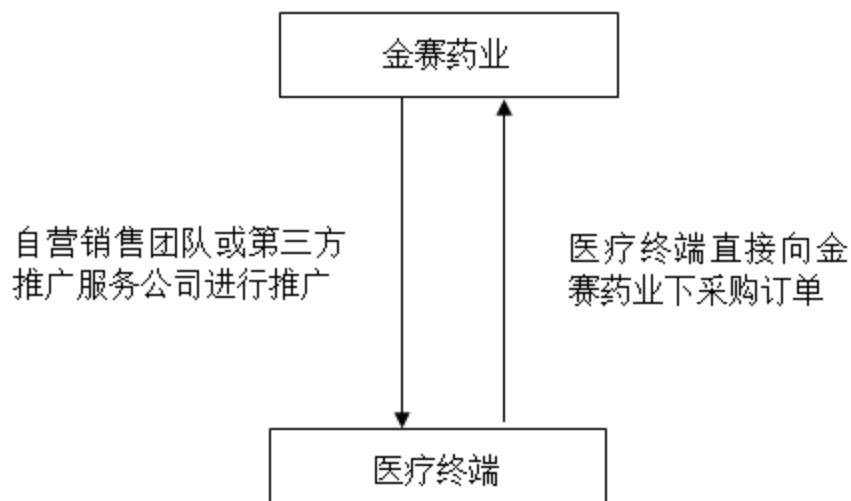 金赛药业
自营销售团队或第三方
推广服务公司进行推广
医疗终端直接向金
赛药业下采购订单
医疗终端